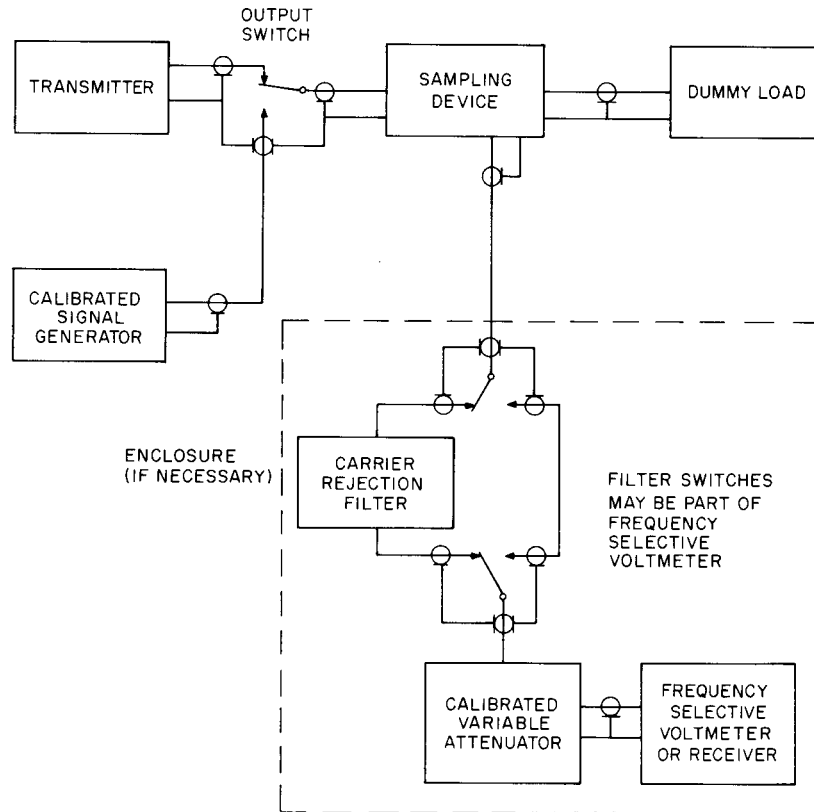 OUTPUT
SWITCH
TRANSMITTER
SAMPLING
DEVICE
DUMMY LOAD
CALIBRATED
SIGNAL
GENERATOR
ENCLOSURE
(IF NECESSARY)
CARRIER
REJECTION
FILTER
FILTER SWITCHES
MAY BE PART OF
FREQUENCY
SELECTIVE
VOLTMETER
CALIBRATED
VARIABLE
ATTENUATOR
FREQUENCY
SELECTIVE
VOLTMETER
OR RECEIVER